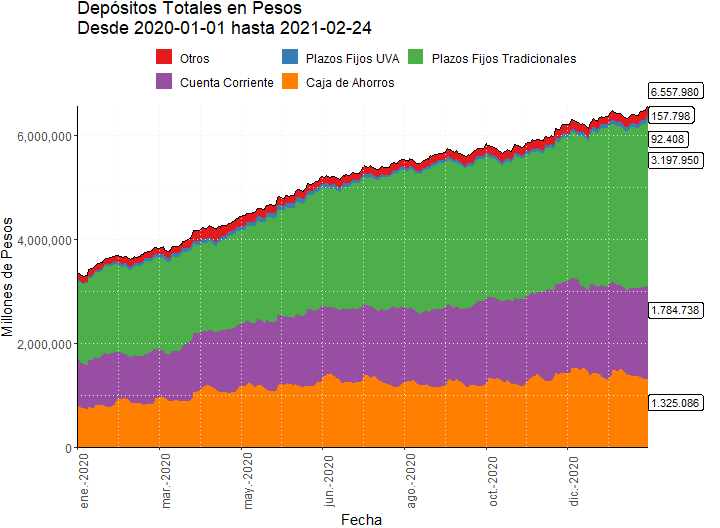 Depósitos Totales en Pesos
Desde 2020-01-01 hasta 2021-02-24
Otros
Plazos Fijos UVA
Plazos Fijos Tradicionales
Cuenta Corriente
Caja de Ahorros
6.557.980
157.798
92.408
3.197.950
1.784.738
1.325.086
6,000,000
4,000,000
2,000,000
0
Millones de Pesos
ene.-2020
mar.-2020
may.-2020
jun.-2020
ago.-2020
oct.-2020
dic.-2020
Fecha